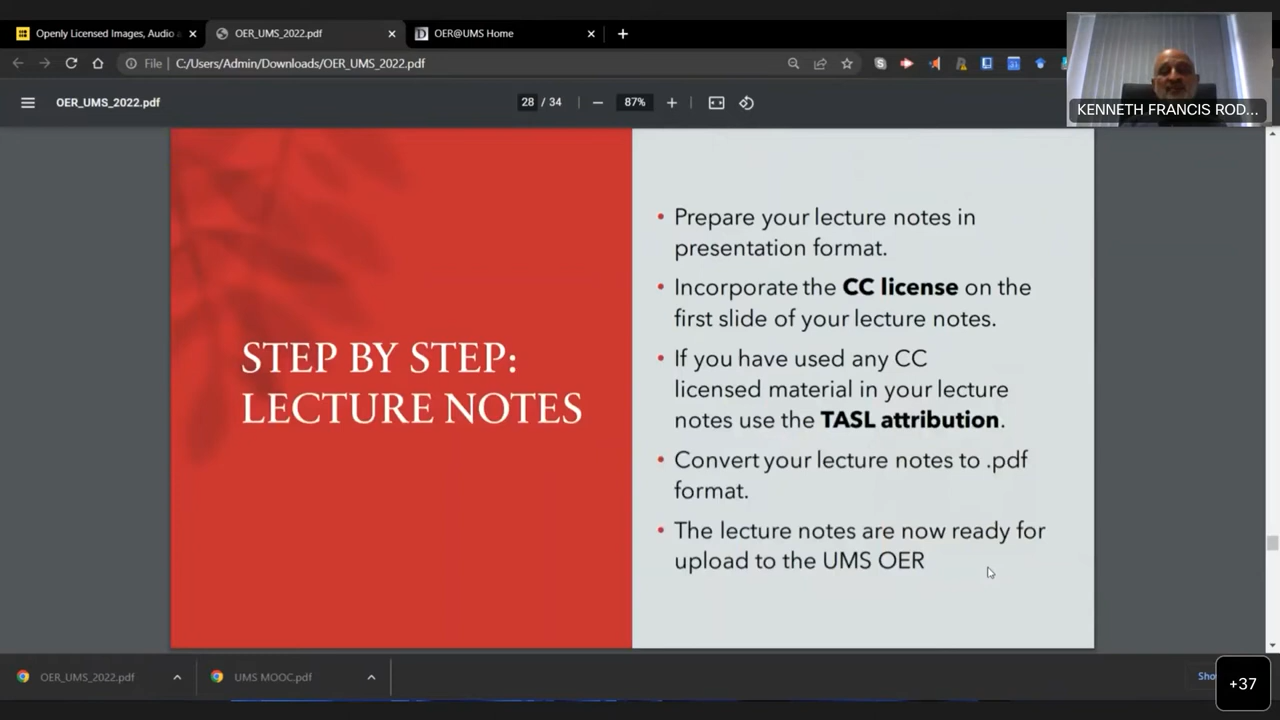 Openly Licensed Images, Audio a
OER_UMS_2022.pdf
OER@UMS Home
File
C:/Users/Admin/Downloads/OER_UMS_2022.pdf
OER_UMS_2022.pdf
28 / 34
87%
KENNETH FRANCIS ROD...
STEP BY STEP:
LECTURE NOTES
• Prepare your lecture notes in
presentation format.
• Incorporate the CC license on the
first slide of your lecture notes.
• If you have used any CC
licensed material in your lecture
notes use the TASL attribution.
• Convert your lecture notes to .pdf
format.
• The lecture notes are now ready for
upload to the UMS OER
OER_UMS_2022.pdf
UMS MOOC.pdf
Sho
+37